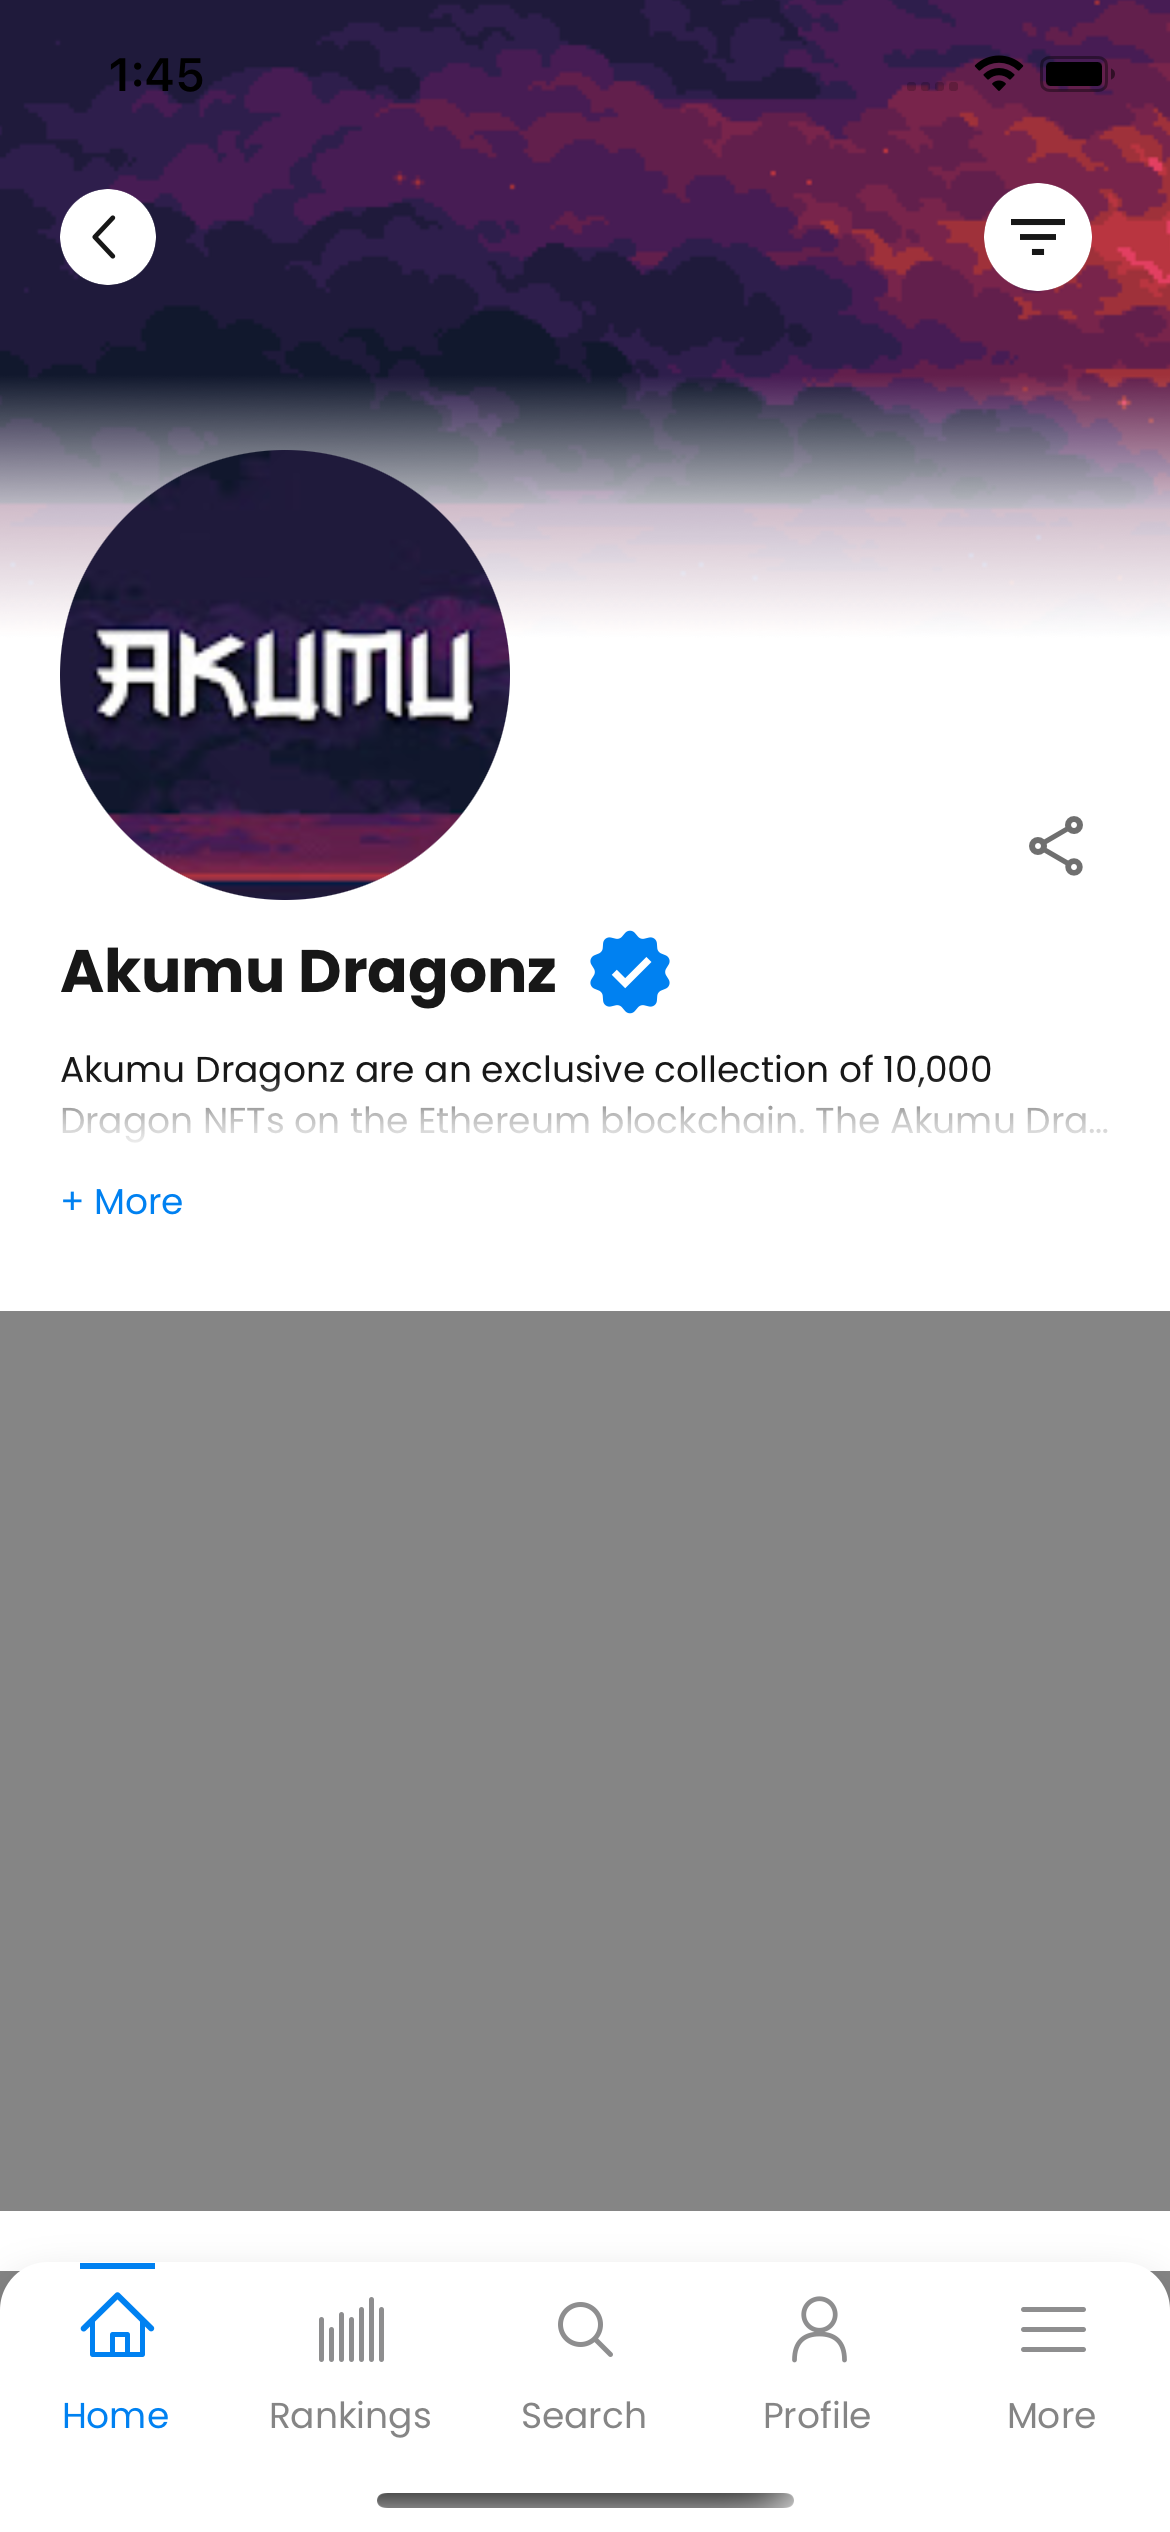 1:45
AKUMU
Akumu Dragonz
Akumu Dragonz are an exclusive collection of 10,000
Dragon NFTs on the Ethereum blockchain. The Akumu Dra...
+ More
Home
Rankings
Search
Profile
More